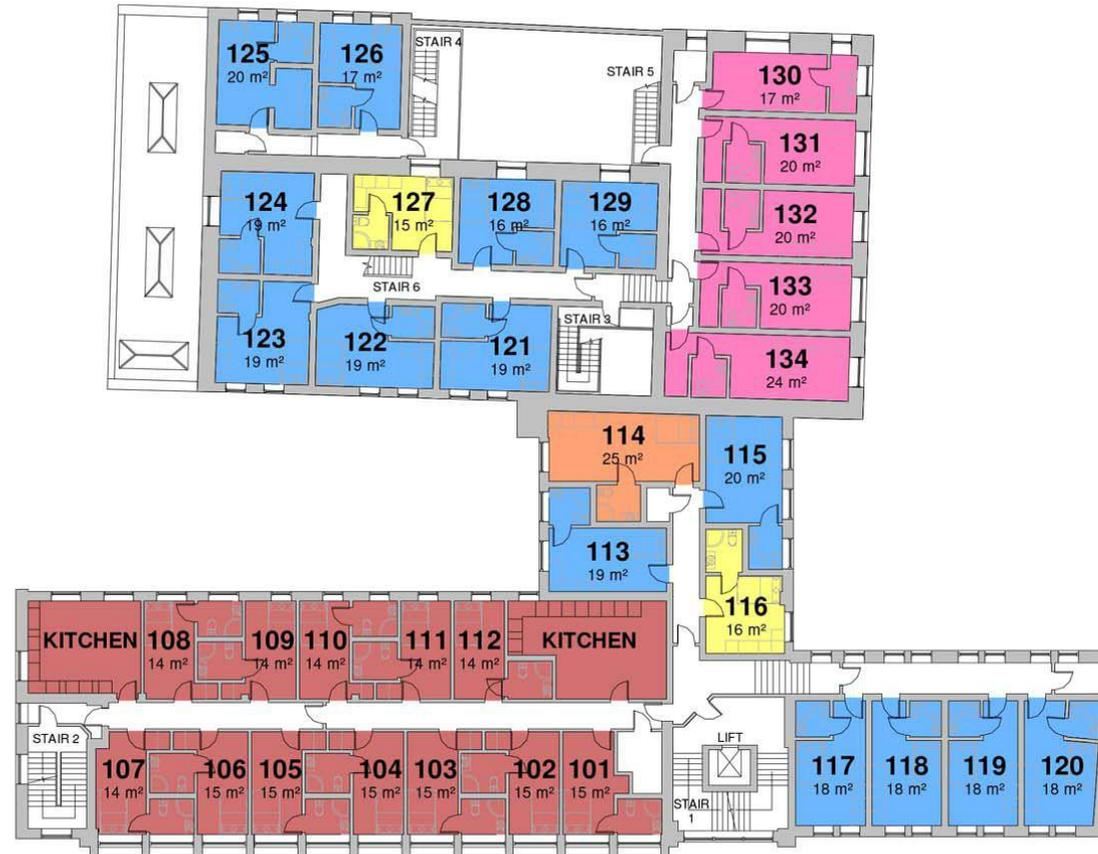 125
20 m²
126
17 m²
STAIR 4
STAIR 5
130
17 m²
131
20 m²
124
19 m²
127
15 m²
128
16 m²
129
16 m²
132
20 m²
STAIR 6
133
20 m²
123
19 m²
122
19 m²
121
19 m²
STAIR 3
134
24 m²
114
25 m²
115
20 m²
113
19 m²
116
16 m²
KITCHEN
108
14 m²
109
14 m²
110
14 m²
111
14 m²
112
14 m²
KITCHEN
STAIR 2
LIFT
107
14 m²
106
15 m²
105
15 m²
104
15 m²
103
15 m²
102
15 m²
101
15 m²
STAIR
1
117
18 m²
118
18 m²
119
18 m²
120
18 m²